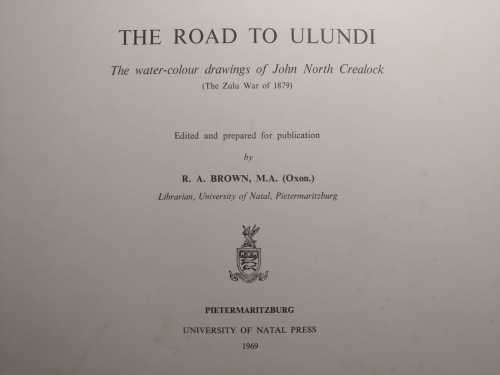 THE ROAD TO ULUNDI
The water-colour drawings of John North Crealock
(The Zulu War of 1879)
Edited and prepared for publication
by
R. A. BROWN, M.A. (Oxon.)
Librarian, University of Natal, Pietermaritzburg
PIETERMARITZBURG
UNIVERSITY OF NATAL PRESS
1969